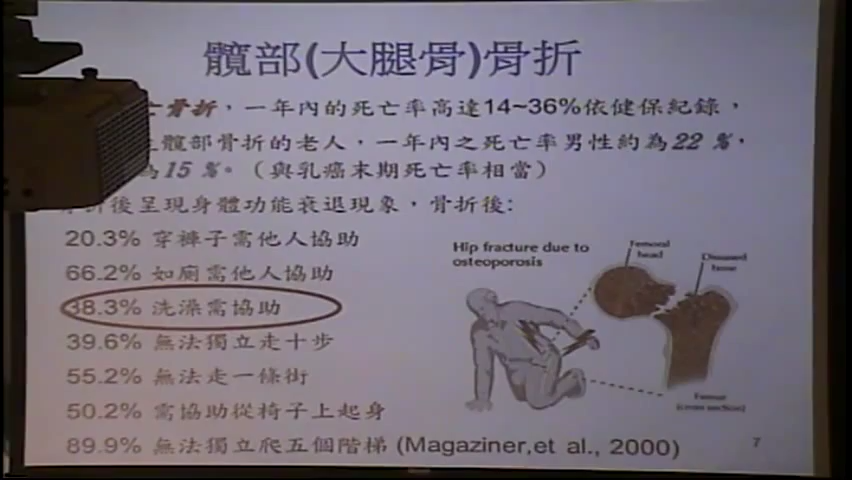 髖部(大腿骨)骨折
亡骨折，一年內的死亡率高達14~36%依健保紀錄，
髖部骨折的老人，一年內之死亡率男性約為22 %，
為15 %。（與乳癌末期死亡率相當）
骨折後呈現身體功能衰退現象，骨折後:
20.3% 穿褲子需他人協助
66.2% 如廁需他人協助
38.3% 洗澡需協助
39.6% 無法獨立走十步
55.2% 無法走一條街
50.2% 需協助從椅子上起身
89.9% 無法獨立爬五個階梯 (Magaziner,et al., 2000)
Hip fracture due to
osteoporosis
Femoral
head
Diseased
bone
Femur
(cross section)
7